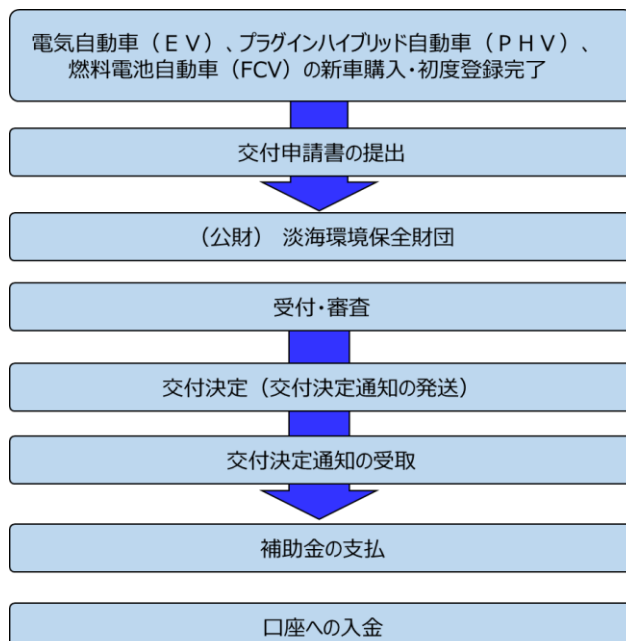 電気自動車（ＥＶ）、プラグインハイブリッド自動車（ＰＨＶ）、
燃料電池自動車（FCV）の新車購入・初度登録完了
交付申請書の提出
（公財） 淡海環境保全財団
受付・審査
交付決定（交付決定通知の発送）
交付決定通知の受取
補助金の支払
口座への入金